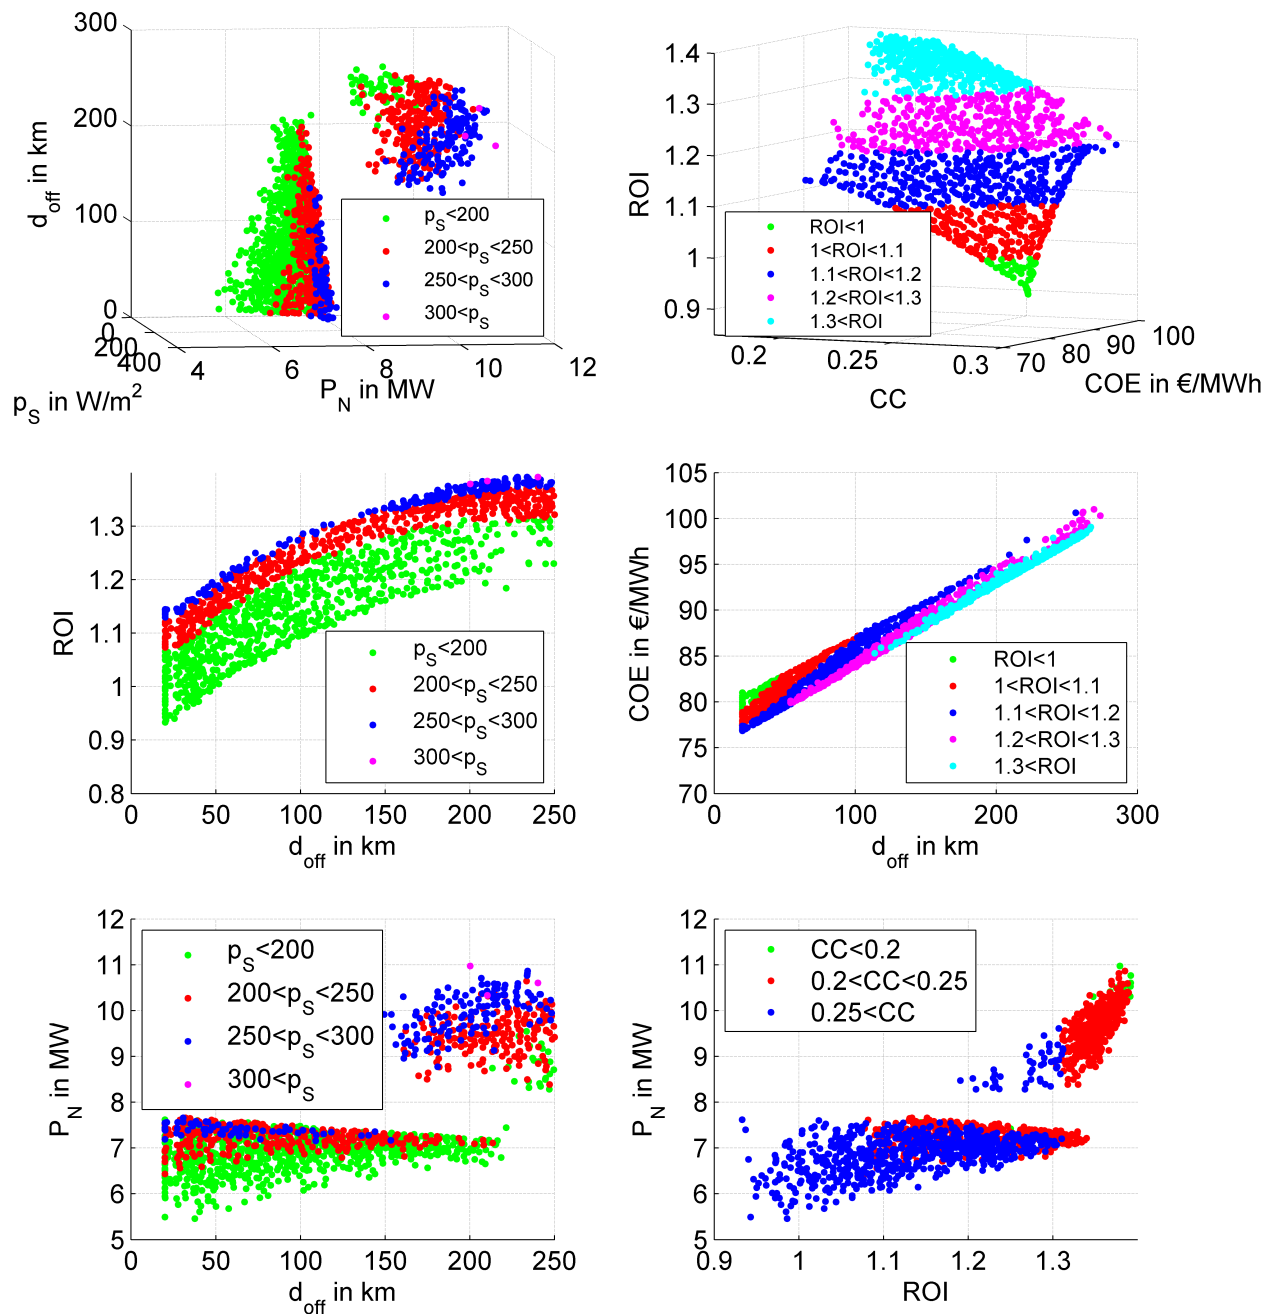 300
200
100
0
d_off in km
0
200
400
p_S in W/m²
4
6
8
10
12
P_N in MW
p_S<200
200<p_S<250
250<p_S<300
300<p_S
1.4
1.3
1.2
1.1
1
0.9
ROI
0.2
0.25
0.3
CC
70
80
90
100
COE in €/MWh
ROI<1
1<ROI<1.1
1.1<ROI<1.2
1.2<ROI<1.3
1.3<ROI
1.3
1.2
1.1
1
0.9
0.8
ROI
0 50 100 150 200 250
d_off in km
p_S<200
200<p_S<250
250<p_S<300
300<p_S
105
100
95
90
85
80
75
70
COE in €/MWh
0 100 200 300
d_off in km
ROI<1
1<ROI<1.1
1.1<ROI<1.2
1.2<ROI<1.3
1.3<ROI
12
11
10
9
8
7
6
5
P_N in MW
0 50 100 150 200 250
d_off in km
p_S<200
200<p_S<250
250<p_S<300
300<p_S
12
11
10
9
8
7
6
5
P_N in MW
0.9 1 1.1 1.2 1.3
ROI
CC<0.2
0.2<CC<0.25
0.25<CC